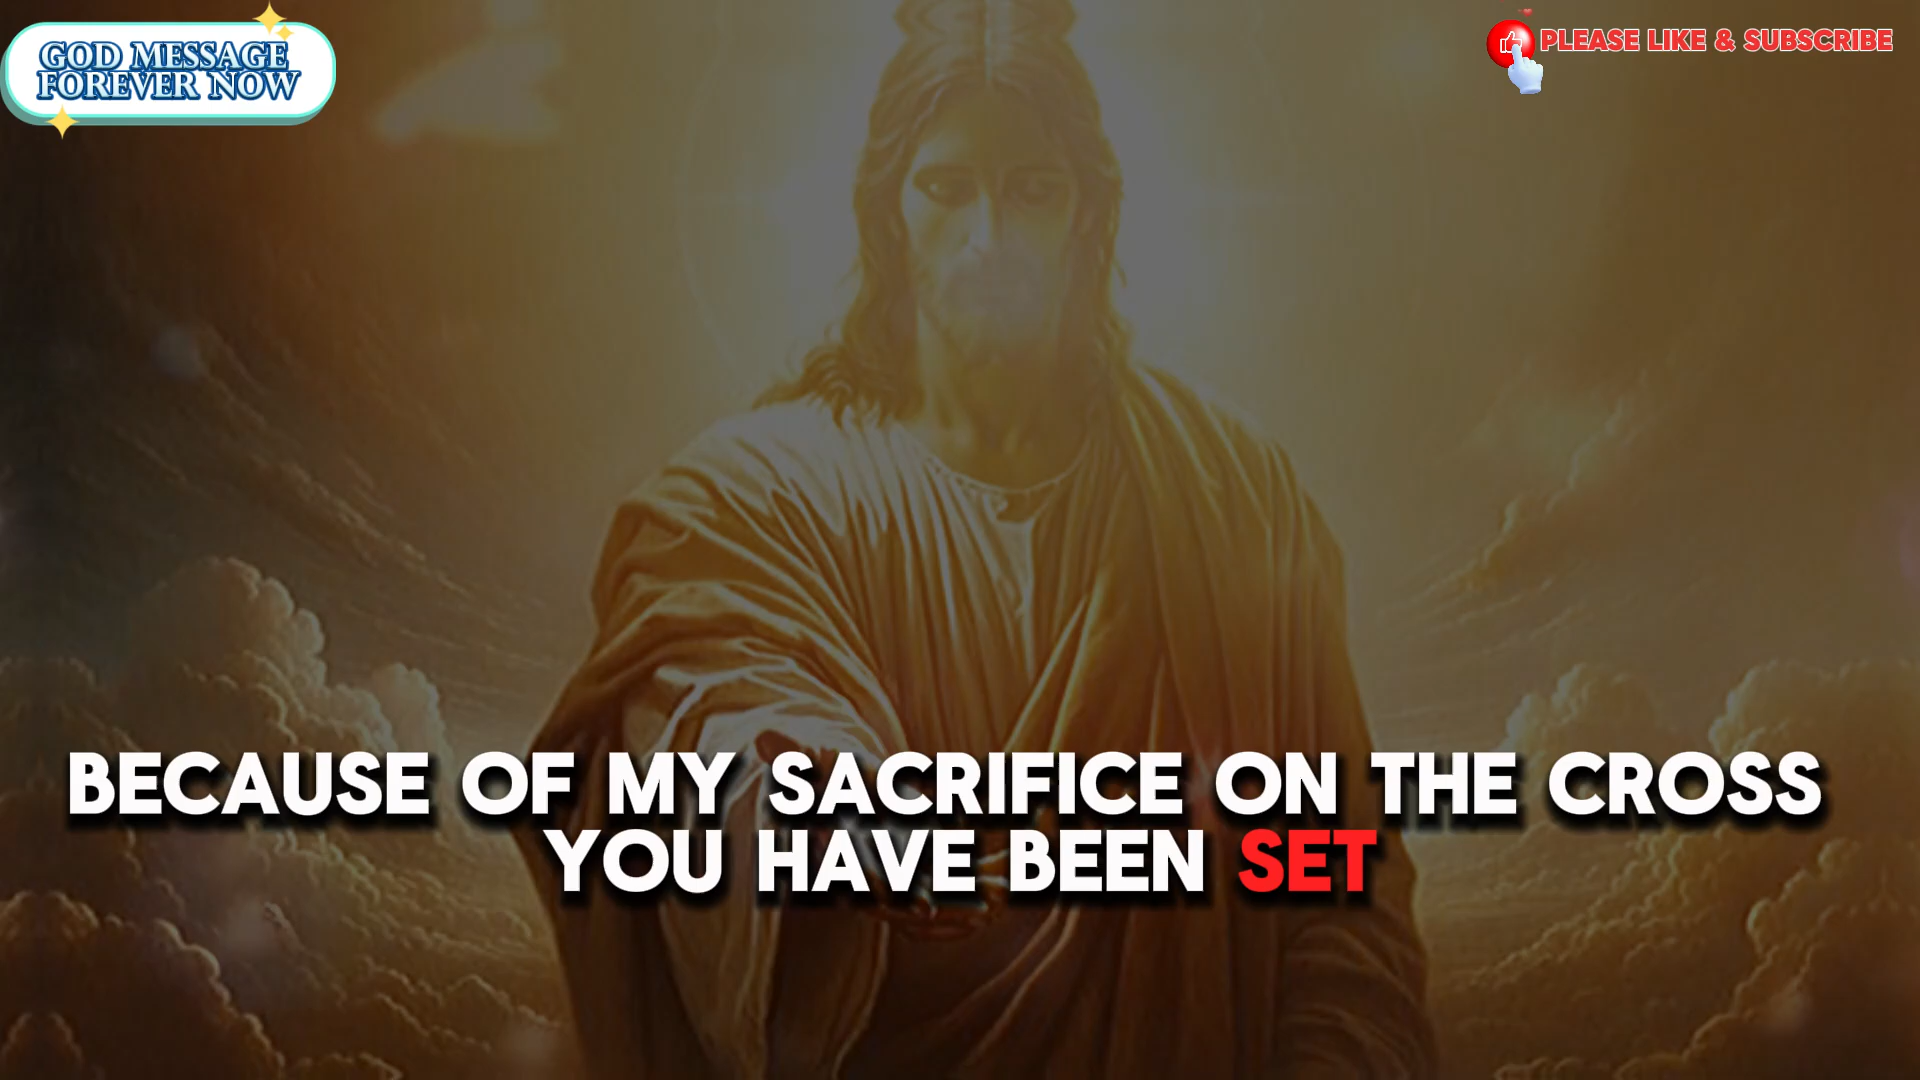 GOD MESSAGE
FOREVER NOW
PLEASE LIKE & SUBSCRIBE
BECAUSE OF MY SACRIFICE ON THE CROSS
YOU HAVE BEEN SET